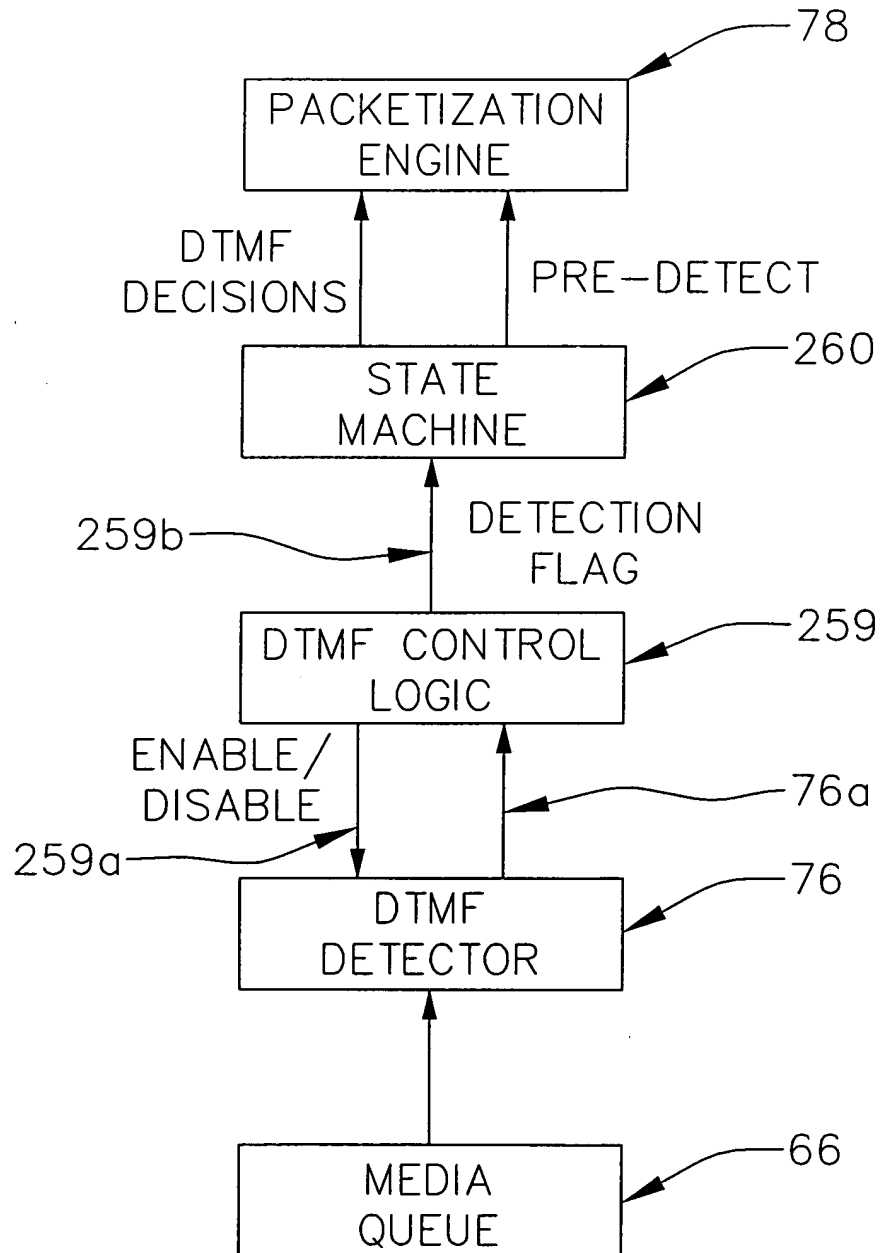 78
PACKETIZATION
ENGINE
DTMF
DECISIONS
PRE-DETECT
260
STATE
MACHINE
259b
DETECTION
FLAG
259
DTMF CONTROL
LOGIC
ENABLE/
DISABLE
76a
259a
76
DTMF
DETECTOR
66
MEDIA
QUEUE